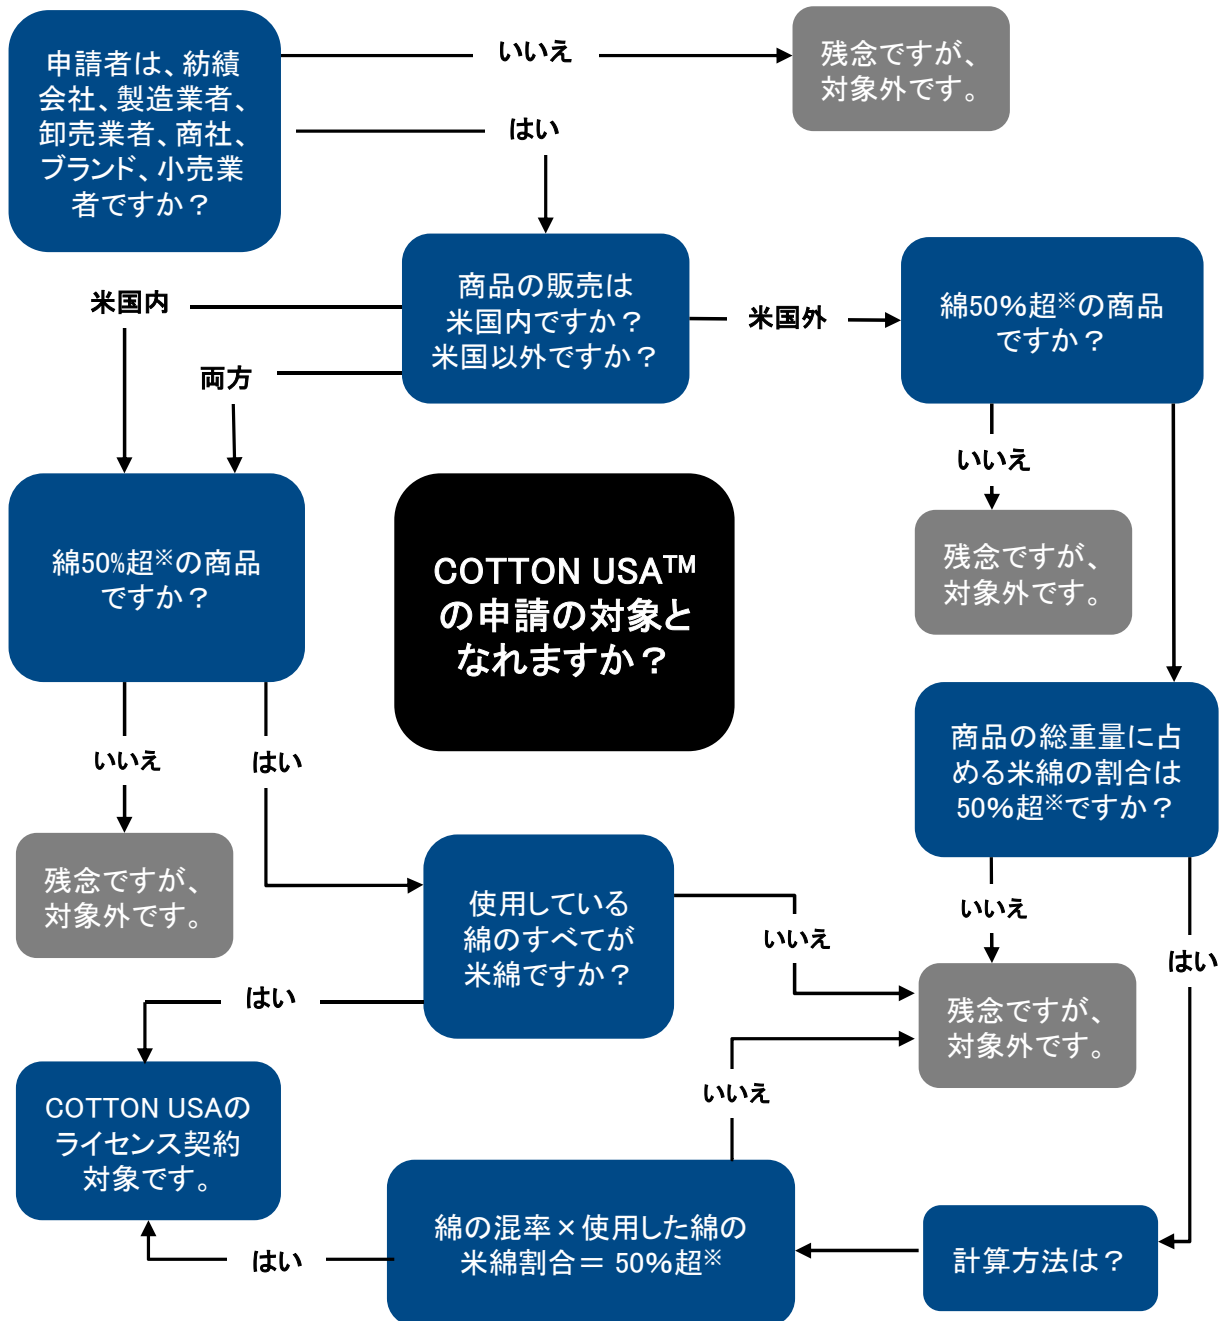 申請者は、紡績
会社、製造業者、
卸売業者、商社、
ブランド、小売業
者ですか？
いいえ
残念ですが、
対象外です。
はい
商品の販売は
米国内ですか？
米国以外ですか？
米国内
両方
米国外
綿50％超※の商品
ですか？
いいえ
残念ですが、
対象外です。
綿50%超※の商品
ですか？
COTTON USA™
の申請の対象と
なれますか？
商品の総重量に占
める米綿の割合は
50％超※ですか？
いいえ
はい
残念ですが、
対象外です。
使用している
綿のすべてが
米綿ですか？
いいえ
いいえ
はい
残念ですが、
対象外です。
はい
COTTON USAの
ライセンス契約
対象です。
いいえ
綿の混率×使用した綿の
米綿割合＝ 50％超※
はい
計算方法は？